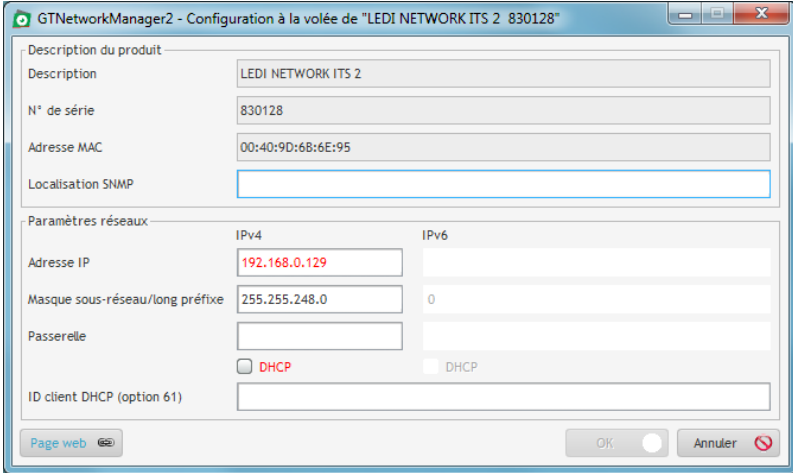 GTNetworkManager2 - Configuration à la volée de "LEDI NETWORK ITS 2 830128"
Description du produit
Description LEDI NETWORK ITS 2
N° de série 830128
Adresse MAC 00:40:9D:6B:6E:95
Localisation SNMP
Paramètres réseaux
IPv4 IPv6
Adresse IP 192.168.0.129
Masque sous-réseau/long préfixe 255.255.248.0 0
Passerelle
DHCP DHCP
ID client DHCP (option 61)
Page web OK Annuler